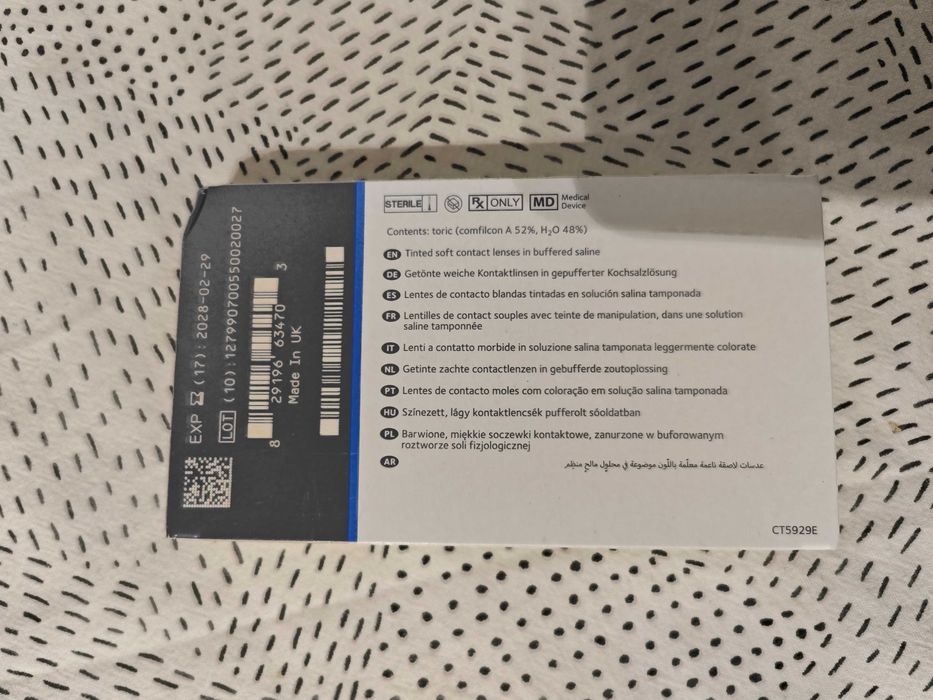 EXP (17): 2028-02-29
LOT (10):12799070055020027
8 29196 63470 3
Made In UK
STERILE
Rx ONLY
MD Medical
Device
Contents: toric (comfilcon A 52%, H₂O 48%)
EN Tinted soft contact lenses in buffered saline
DE Getönte weiche Kontaktlinsen in gepufferter Kochsalzlösung
ES Lentes de contacto blandas tintadas en solución salina tamponada
FR Lentilles de contact souples avec teinte de manipulation, dans une solution
saline tamponnée
IT Lenti a contatto morbide in soluzione salina tamponata leggermente colorate
NL Getinte zachte contactlenzen in gebufferde zoutoplossing
PT Lentes de contacto moles com coloração em solução salina tamponada
HU Színezett, lágy kontaktlencsék pufferolt sóoldatban
PL Barwione, miękkie soczewki kontaktowe, zanurzone w buforowanym
roztworze soli fizjologicznej
AR عدسات لاصقة ناعمة معلّمة باللّون موضوعة في محلول مالح منظم
CT5929E